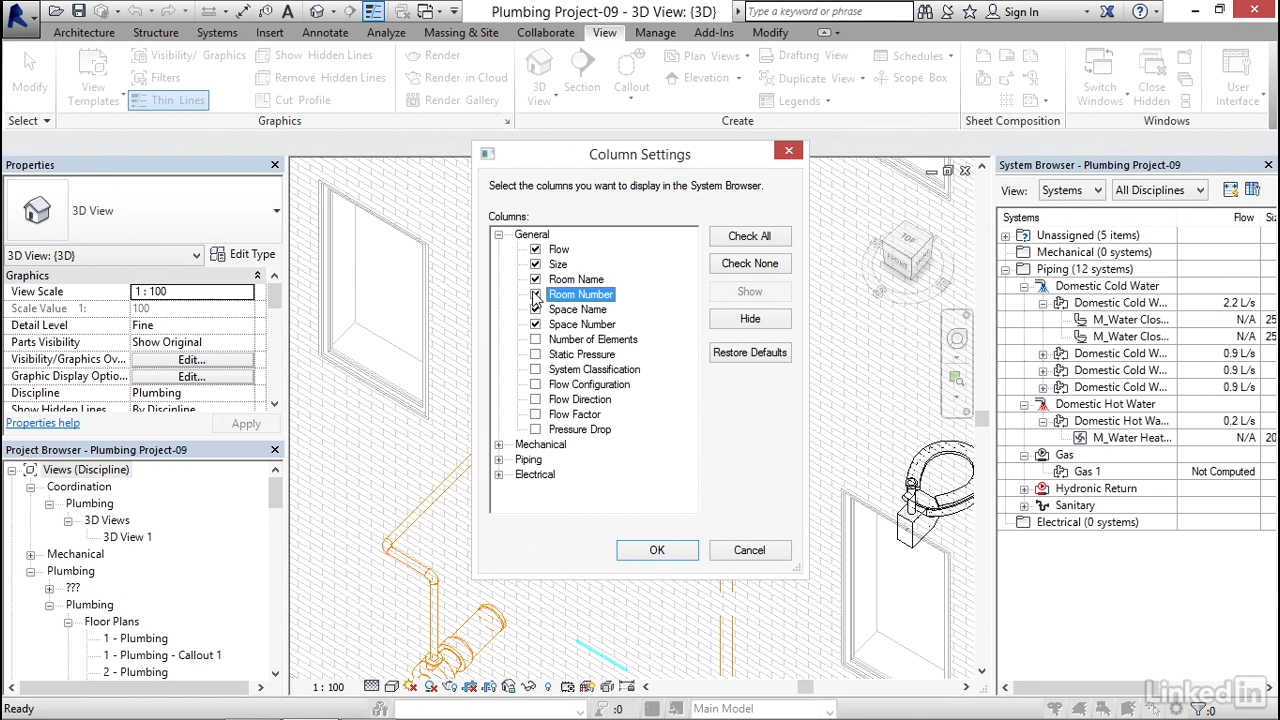 Plumbing Project-09 - 3D View: {3D}
Type a keyword or phrase
Sign In
Architecture
Structure
Systems
Insert
Annotate
Analyze
Massing & Site
Collaborate
View
Manage
Add-Ins
Modify
Modify
View
Templates
Visibility/ Graphics
Filters
Thin Lines
Show Hidden Lines
Remove Hidden Lines
Cut Profile
Render
Render in Cloud
Render Gallery
3D
View
Section
Callout
Plan Views
Elevation
Drafting View
Duplicate View
Legends
Schedules
Scope Box
Switch
Windows
Close
Hidden
User
Interface
Select
Graphics
Create
Sheet Composition
Windows
Properties
3D View
3D View: {3D}
Edit Type
Graphics
View Scale
1 : 100
Scale Value 1:
100
Detail Level
Fine
Parts Visibility
Show Original
Visibility/Graphics Ov...
Edit...
Graphic Display Optio...
Edit...
Discipline
Plumbing
Show Hidden Lines
By Discipline
Properties help
Apply
Project Browser - Plumbing Project-09
Views (Discipline)
Coordination
Plumbing
3D Views
3D View 1
Mechanical
Plumbing
???
Plumbing
Floor Plans
1 - Plumbing
1 - Plumbing - Callout 1
2 - Plumbing
Column Settings
Select the columns you want to display in the System Browser.
Columns:
General
Flow
Size
Room Name
Room Number
Space Name
Space Number
Number of Elements
Static Pressure
System Classification
Flow Configuration
Flow Direction
Flow Factor
Pressure Drop
Mechanical
Piping
Electrical
Check All
Check None
Show
Hide
Restore Defaults
OK
Cancel
TOP
System Browser - Plumbing Project-09
View:
Systems
All Disciplines
Systems
Flow
Unassigned (5 items)
Mechanical (0 systems)
Piping (12 systems)
Domestic Cold Water
Domestic Cold W... 2.2 L/s
M_Water Clos... N/A 25
M_Water Clos... N/A 25
Domestic Cold W... 0.9 L/s
Domestic Cold W... 0.9 L/s
Domestic Cold W... 0.9 L/s
Domestic Hot Water
Domestic Hot Wa... 0.2 L/s
M_Water Heat... N/A 20
Gas
Gas 1 Not Computed
Hydronic Return
Sanitary
Electrical (0 systems)
1 : 100
Ready
:0
Main Model
:0
Linked in